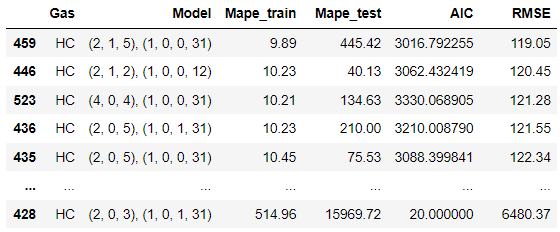 Gas Model Mape_train Mape_test AIC RMSE
459 HC (2, 1, 5), (1, 0, 0, 31) 9.89 445.42 3016.792255 119.05
446 HC (2, 1, 2), (1, 0, 0, 12) 10.23 40.13 3062.432419 120.45
523 HC (4, 0, 4), (1, 0, 0, 31) 10.21 134.63 3330.068905 121.28
436 HC (2, 0, 5), (1, 0, 1, 31) 10.23 210.00 3210.008790 121.55
435 HC (2, 0, 5), (1, 0, 0, 31) 10.45 75.53 3088.399841 122.34
... ... ... ... ... ... ...
428 HC (2, 0, 3), (1, 0, 1, 31) 514.96 15969.72 20.000000 6480.37